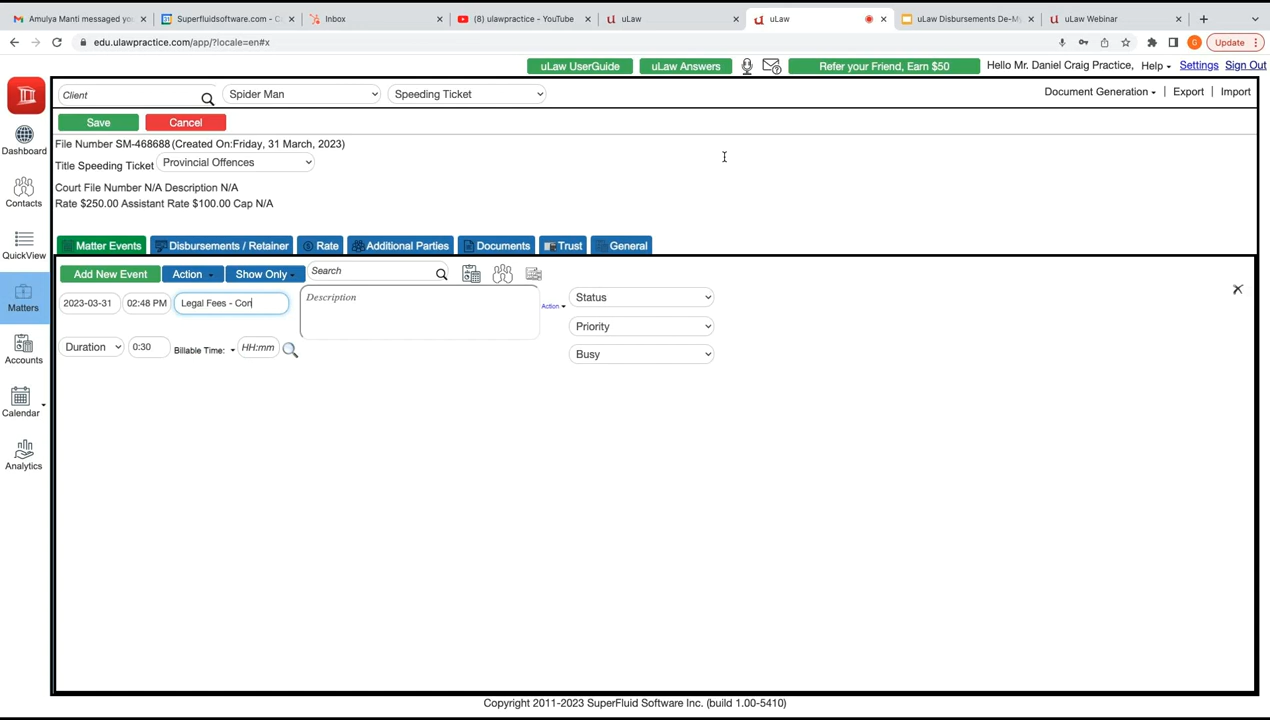 Amulya Manti messaged you
Superfluidsoftware.com - C
Inbox
(8) ulawpractice - YouTube
uLaw
uLaw
uLaw Disbursements De-My
uLaw Webinar
edu.ulawpractice.com/app/?locale=en#x
G
Update
uLaw UserGuide
uLaw Answers
Refer your Friend, Earn $50
Hello Mr. Daniel Craig Practice,
Help
Settings
Sign Out
Client
Spider Man
Speeding Ticket
Document Generation
Export
Import
Save
Cancel
Dashboard
File Number SM-468688(Created On:Friday, 31 March, 2023)
Title Speeding Ticket
Provincial Offences
Court File Number N/A Description N/A
Rate $250.00 Assistant Rate $100.00 Cap N/A
Contacts
QuickView
Matters
Accounts
Calendar
Analytics
Matter Events
Disbursements / Retainer
Rate
Additional Parties
Documents
Trust
General
Add New Event
Action
Show Only
Search
2023-03-31
02:48 PM
Legal Fees - Con
Description
Action
Status
Priority
Busy
Duration
0:30
Billable Time:
HH:mm
Copyright 2011-2023 SuperFluid Software Inc. (build 1.00-5410)